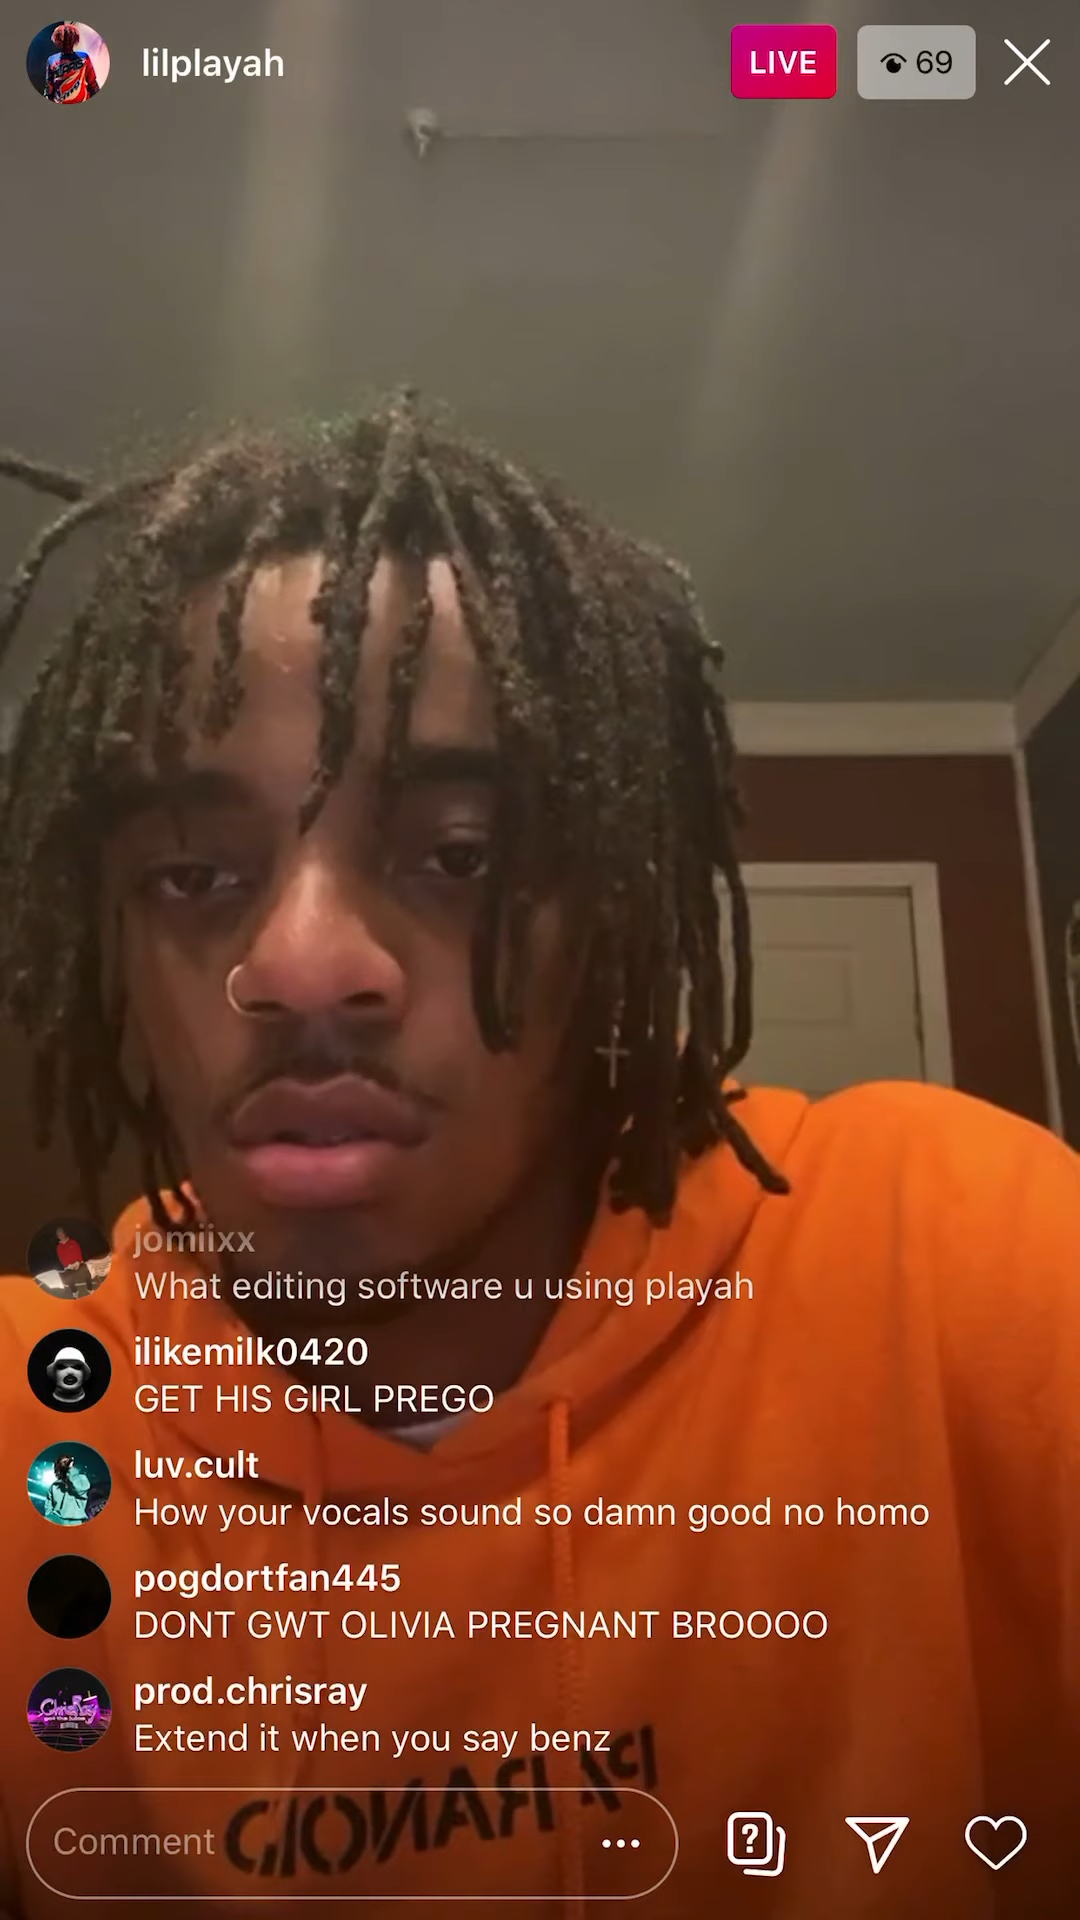 lilplayah
LIVE
69
jomiixx
What editing software u using playah
ilikemilk0420
GET HIS GIRL PREGO
luv.cult
How your vocals sound so damn good no homo
pogdortfan445
DONT GWT OLIVIA PREGNANT BROOOO
prod.chrisray
Extend it when you say benz
PARANOID
Comment